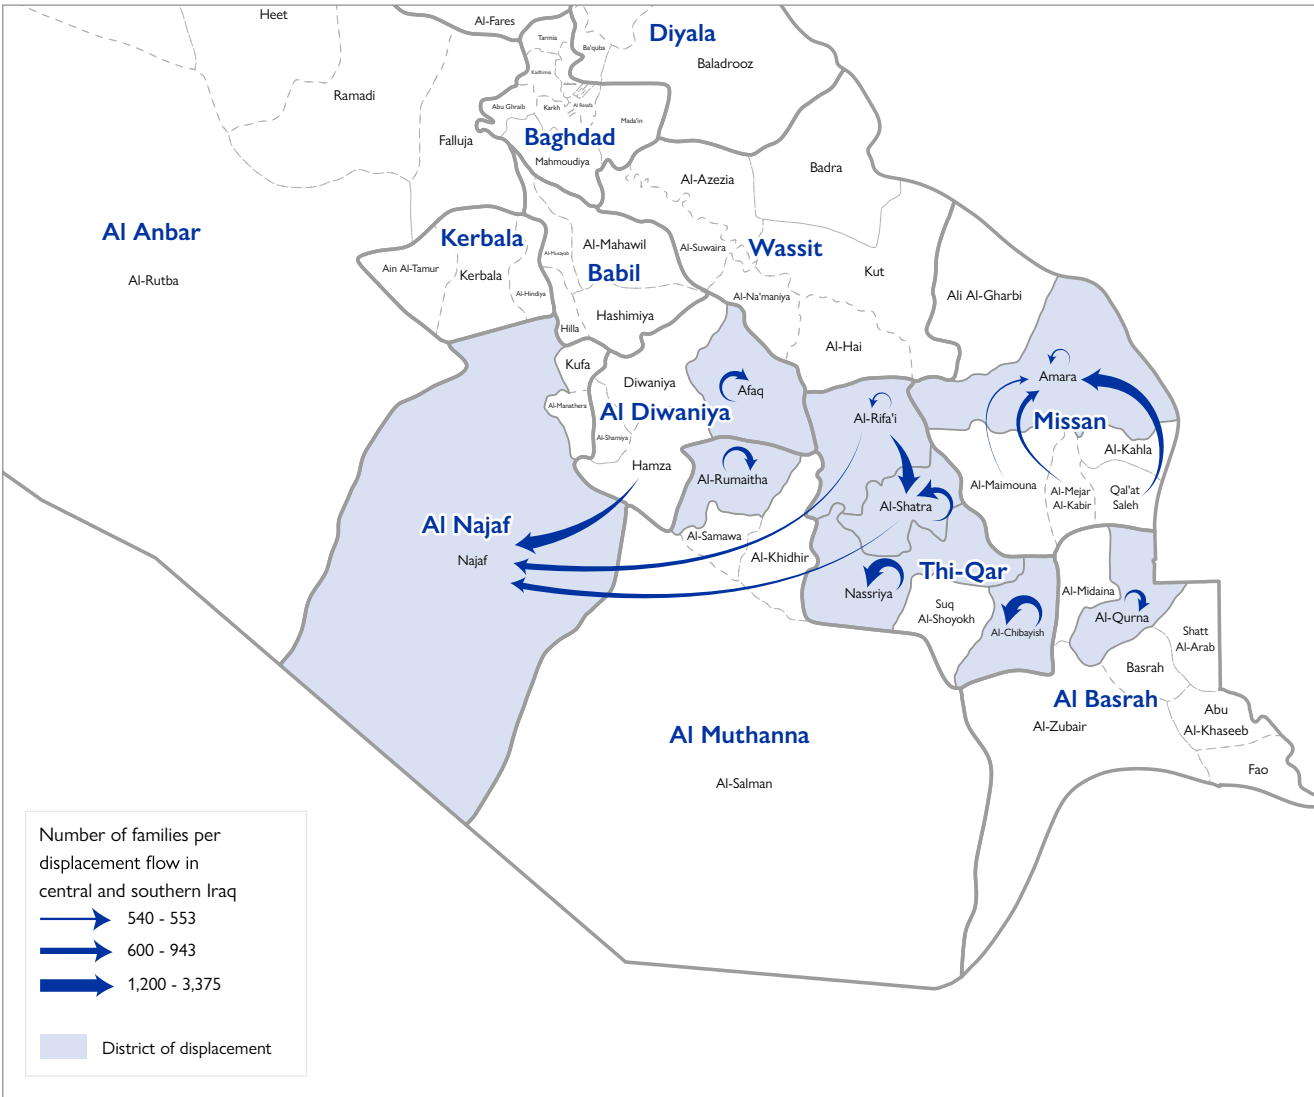 Heet
Al-Fares
Diyala
Tarmia
Ba'quba
Baladrooz
Kadhimia
Ramadi
Abu Ghraib
Karkh
Al Resafa
Mada'in
Falluja
Baghdad
Mahmoudiya
Badra
Al-Azezia
Al Anbar
Kerbala
Al-Mahawil
Al-Suwaira
Wassit
Al-Musayab
Ain Al-Tamur
Kerbala
Babil
Kut
Al-Rutba
Al-Hindiya
Al-Na'maniya
Ali Al-Gharbi
Hashimiya
Hilla
Al-Hai
Kufa
Amara
Diwaniya
Afaq
Al-Manathera
Al Diwaniya
Al-Rifa'i
Missan
Al-Shamiya
Al-Kahla
Hamza
Al-Rumaitha
Al-Maimouna
Al-Mejar
Al-Kabir
Qal'at
Saleh
Al-Shatra
Al Najaf
Al-Samawa
Najaf
Al-Khidhir
Thi-Qar
Nassriya
Al-Midaina
Suq
Al-Shoyokh
Al-Qurna
Al-Chibayish
Shatt
Al-Arab
Basrah
Al Basrah
Abu
Al-Khaseeb
Al-Zubair
Al Muthanna
Fao
Al-Salman
Number of families per
displacement flow in
central and southern Iraq
540 - 553
600 - 943
1,200 - 3,375
District of displacement